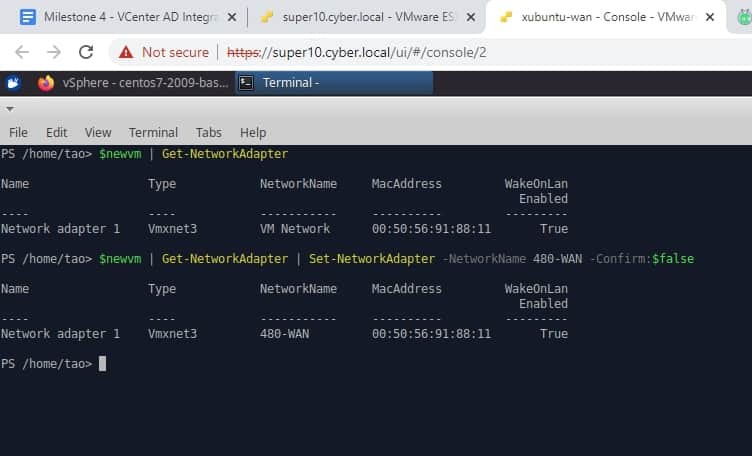 Milestone 4 - VCenter AD Integra
super10.cyber.local - VMware ES
xubuntu-wan - Console - VMwar
Not secure | https://super10.cyber.local/ui/#/console/2
vSphere - centos7-2009-bas...
Terminal -
File Edit View Terminal Tabs Help
PS /home/tao> $newvm | Get-NetworkAdapter
Name Type NetworkName MacAddress WakeOnLan
Enabled
---- ---- ----------- ---------- ---------
Network adapter 1 Vmxnet3 VM Network 00:50:56:91:88:11 True
PS /home/tao> $newvm | Get-NetworkAdapter | Set-NetworkAdapter -NetworkName 480-WAN -Confirm:$false
Name Type NetworkName MacAddress WakeOnLan
Enabled
---- ---- ----------- ---------- ---------
Network adapter 1 Vmxnet3 480-WAN 00:50:56:91:88:11 True
PS /home/tao>